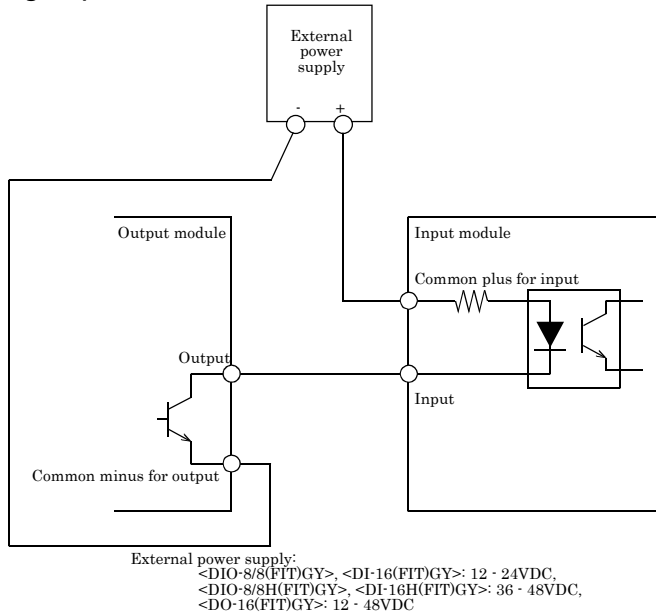 External
power
supply
- +
Output module
Input module
Common plus for input
Output
Input
Common minus for output
External power supply:
<DIO-8/8(FIT)GY>, <DI-16(FIT)GY>: 12 - 24VDC,
<DIO-8/8H(FIT)GY>, <DI-16H(FIT)GY>: 36 - 48VDC,
<DO-16(FIT)GY>: 12 - 48VDC